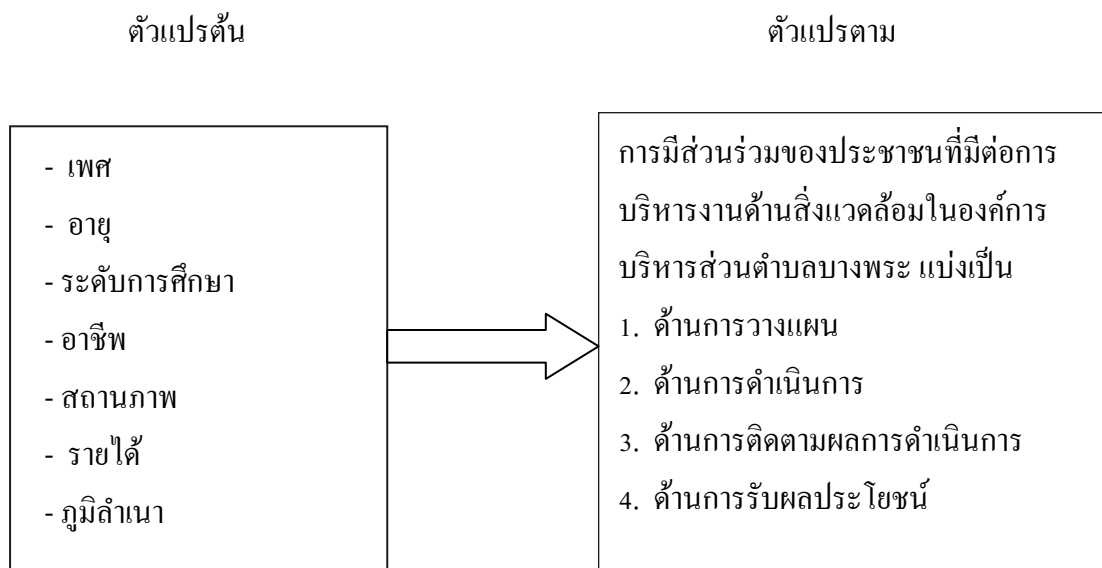 ตัวแปรต้น
ตัวแปรตาม
- เพศ
- อายุ
- ระดับการศึกษา
- อาชีพ
- สถานภาพ
- รายได้
- ภูมิลำเนา
การมีส่วนร่วมของประชาชนที่มีต่อการ
บริหารงานด้านสิ่งแวดล้อมในองค์การ
บริหารส่วนตำบลบางพระ แบ่งเป็น
1. ด้านการวางแผน
2. ด้านการดำเนินการ
3. ด้านการติดตามผลการดำเนินการ
4. ด้านการรับผลประโยชน์